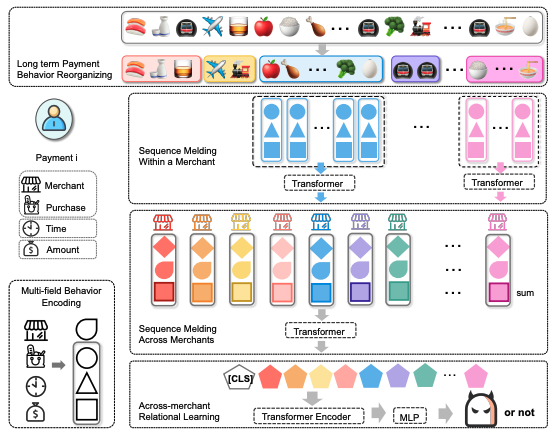 Long term Payment
Behavior Reorganizing
Payment i
Merchant
Purchase
Time
Amount
Sequence Melding
Within a Merchant
Transformer
Transformer
sum
Sequence Melding
Across Merchants
Transformer
Multi-field Behavior
Encoding
[CLS]
Across-merchant
Relational Learning
Transformer Encoder
MLP
or not